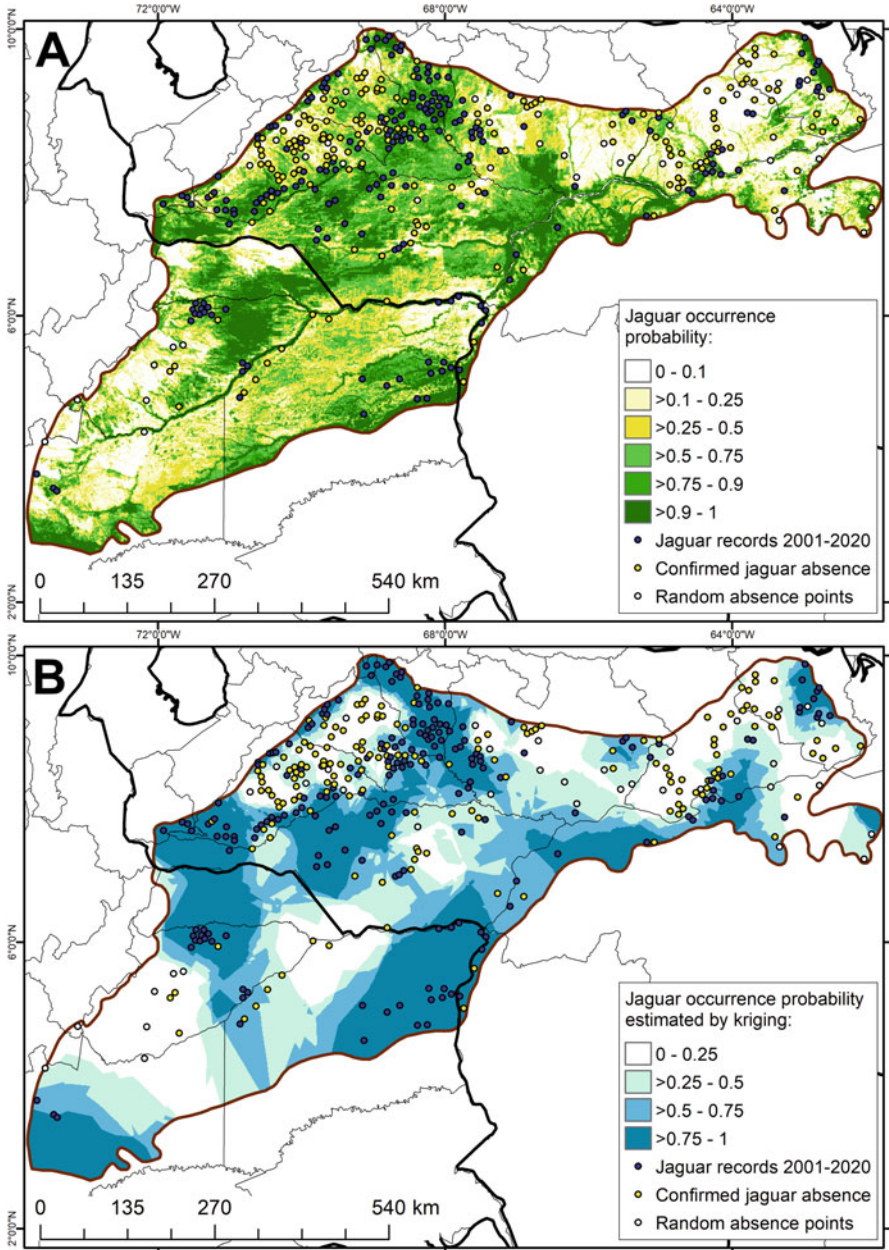 A
72°0'0"W
68°0'0"W
64°0'0"W
10°0'0"N
6°0'0"N
2°0'0"N
Jaguar occurrence
probability:
0 - 0.1
>0.1 - 0.25
>0.25 - 0.5
>0.5 - 0.75
>0.75 - 0.9
>0.9 - 1
Jaguar records 2001-2020
Confirmed jaguar absence
Random absence points
0 135 270 540 km
B
72°0'0"W
68°0'0"W
64°0'0"W
10°0'0"N
6°0'0"N
2°0'0"N
Jaguar occurrence probability
estimated by kriging:
0 - 0.25
>0.25 - 0.5
>0.5 - 0.75
>0.75 - 1
Jaguar records 2001-2020
Confirmed jaguar absence
Random absence points
0 135 270 540 km